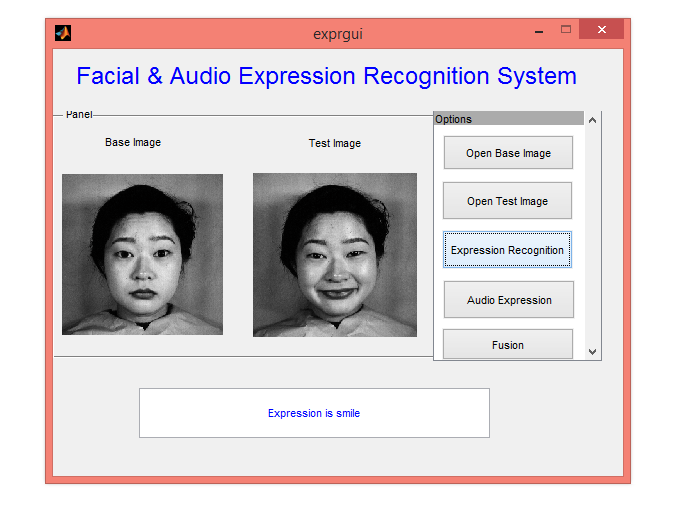 exprgui
Facial & Audio Expression Recognition System
Panel
Base Image
Test Image
Options
Open Base Image
Open Test Image
Expression Recognition
Audio Expression
Fusion
Expression is smile